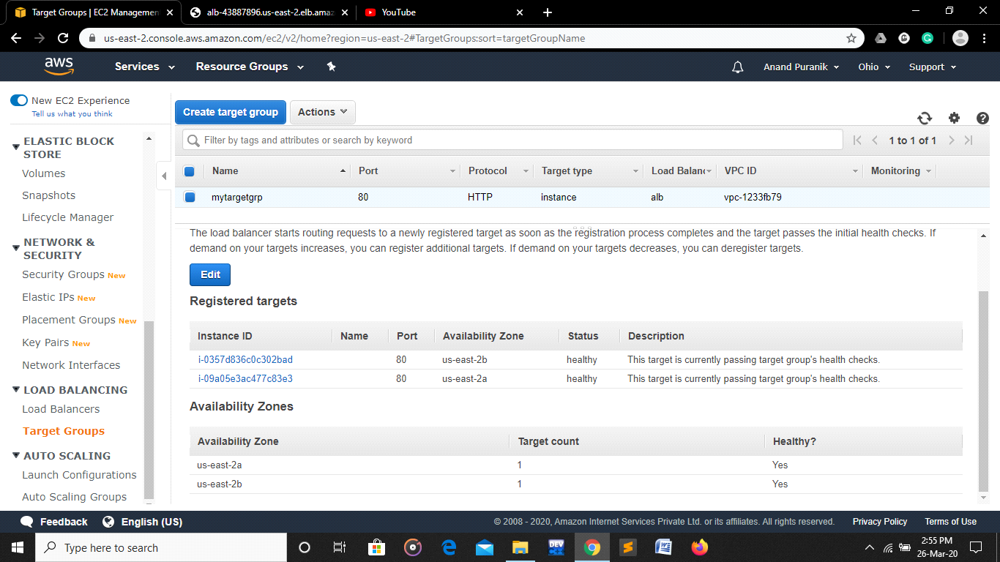 Target Groups | EC2 Managemen
alb-43887896.us-east-2.elb.amaz
YouTube
us-east-2.console.aws.amazon.com/ec2/v2/home?region=us-east-2#TargetGroups:sort=targetGroupName
aws
Services
Resource Groups
Anand Puranik
Ohio
Support
New EC2 Experience
Tell us what you think
ELASTIC BLOCK
STORE
Volumes
Snapshots
Lifecycle Manager
NETWORK &
SECURITY
Security Groups New
Elastic IPs New
Placement Groups New
Key Pairs New
Network Interfaces
LOAD BALANCING
Load Balancers
Target Groups
AUTO SCALING
Launch Configurations
Auto Scaling Groups
Create target group
Actions
Filter by tags and attributes or search by keyword
1 to 1 of 1
Name Port Protocol Target type Load Balanc VPC ID Monitoring
mytargetgrp 80 HTTP instance alb vpc-1233fb79
The load balancer starts routing requests to a newly registered target as soon as the registration process completes and the target passes the initial health checks. If
demand on your targets increases, you can register additional targets. If demand on your targets decreases, you can deregister targets.
Edit
Registered targets
Instance ID Name Port Availability Zone Status Description
i-0357d836c0c302bad 80 us-east-2b healthy This target is currently passing target group's health checks.
i-09a05e3ac477c83e3 80 us-east-2a healthy This target is currently passing target group's health checks.
Availability Zones
Availability Zone Target count Healthy?
us-east-2a 1 Yes
us-east-2b 1 Yes
Feedback
English (US)
© 2008 - 2020, Amazon Internet Services Private Ltd. or its affiliates. All rights reserved.
Privacy Policy
Terms of Use
Type here to search
DEV
2:55 PM
26-Mar-20